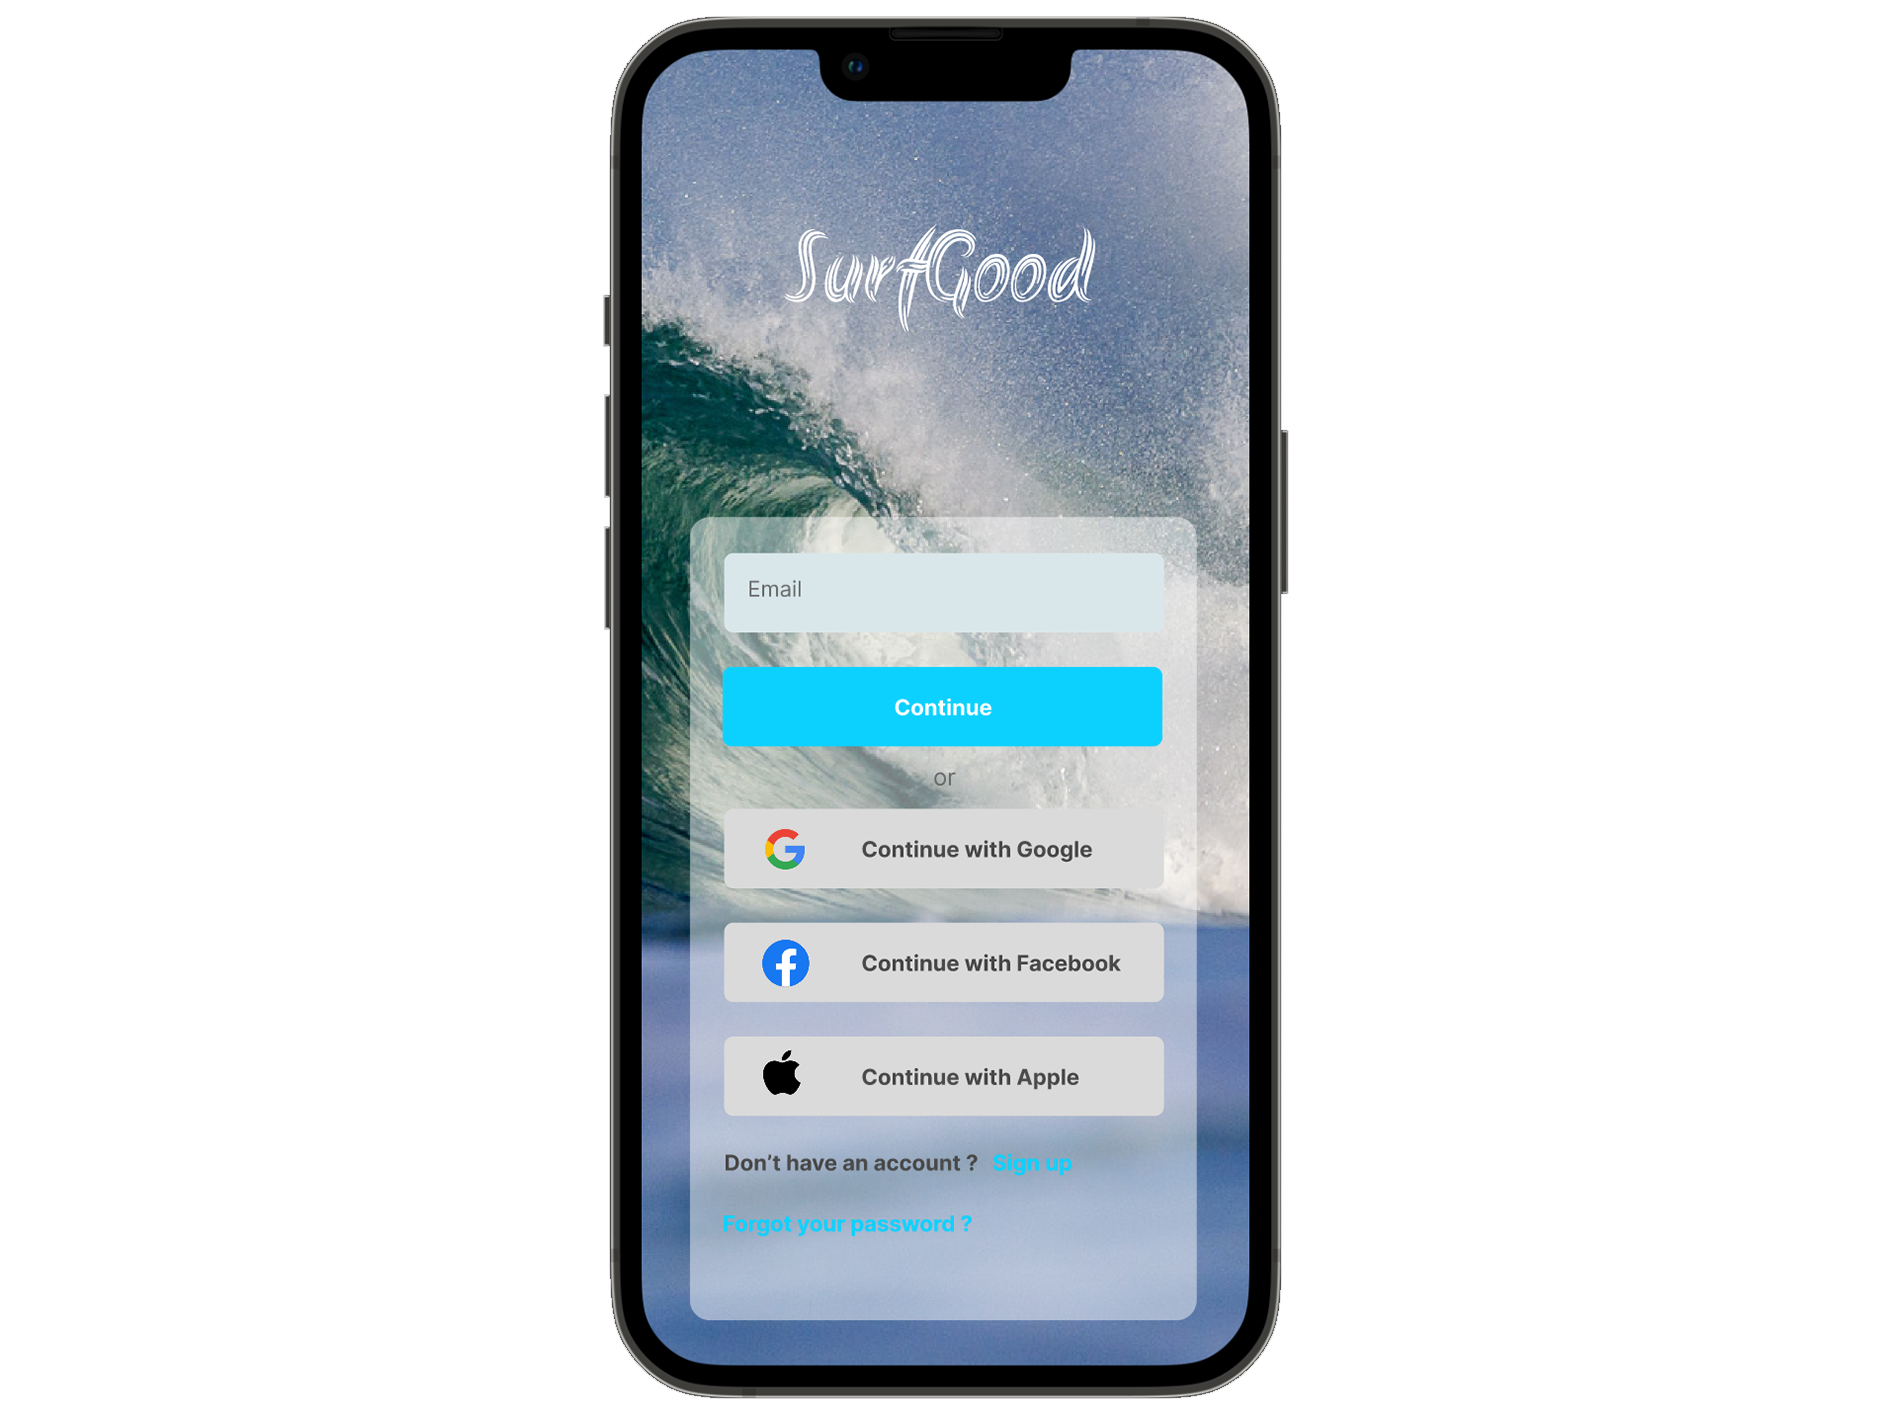 SurfGood
Email
Continue
or
Continue with Google
Continue with Facebook
Continue with Apple
Don’t have an account ? Sign up
Forgot your password ?